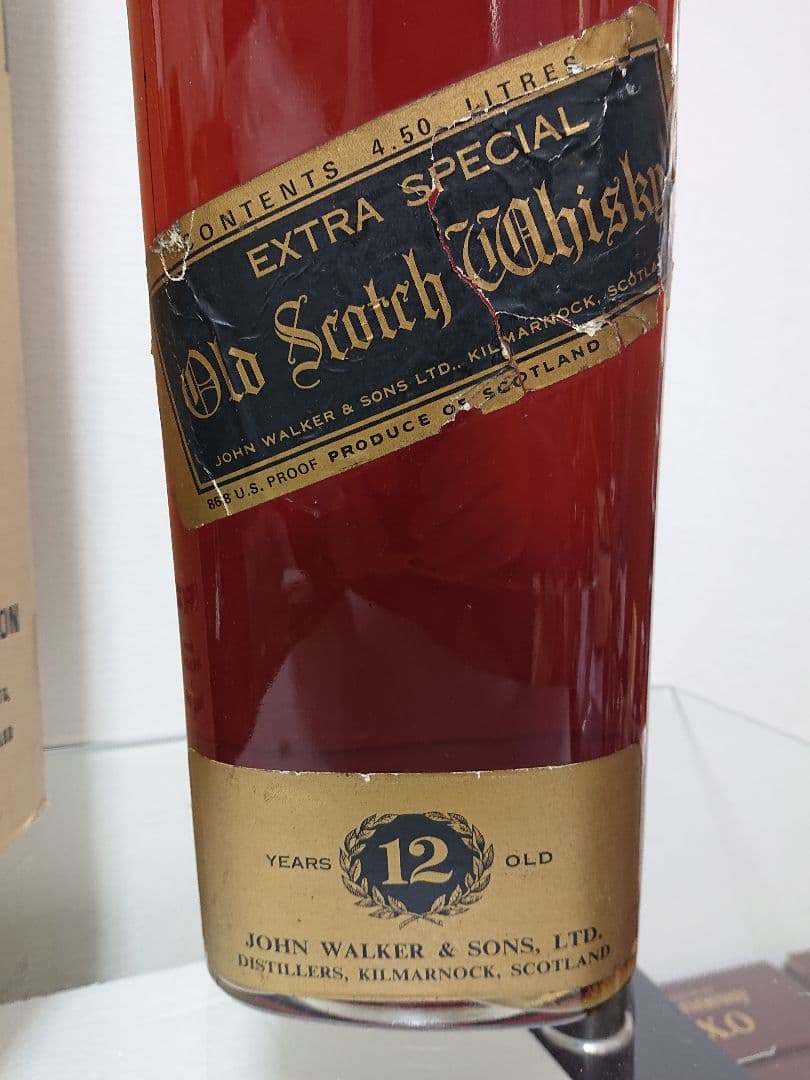 CONTENTS 4.50 LITRES
EXTRA SPECIAL
Old Scotch Whisky
JOHN WALKER & SONS LTD., KILMARNOCK,
86.8 U.S. PROOF PRODUCE OF SCOTLAND
YEARS 12 OLD
JOHN WALKER & SONS, LTD.
DISTILLERS, KILMARNOCK, SCOTLAND
X.O